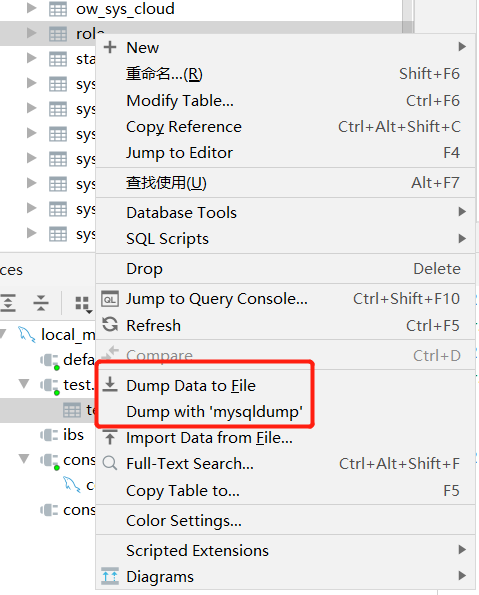 ow_sys_cloud
role
sta
New
sys
重命名...(R) Shift+F6
Modify Table... Ctrl+F6
sys
Copy Reference Ctrl+Alt+Shift+C
sys
Jump to Editor F4
sys
查找使用(U) Alt+F7
sys
Database Tools
sys
SQL Scripts
sys
ces
Drop Delete
QL Jump to Query Console... Ctrl+Shift+F10
Refresh Ctrl+F5
local_m
Compare Ctrl+D
defa
Dump Data to File
test.
Dump with 'mysqldump'
te
Import Data from File...
ibs
Full-Text Search... Ctrl+Alt+Shift+F
cons
Copy Table to... F5
co
Color Settings...
cons
Scripted Extensions
Diagrams